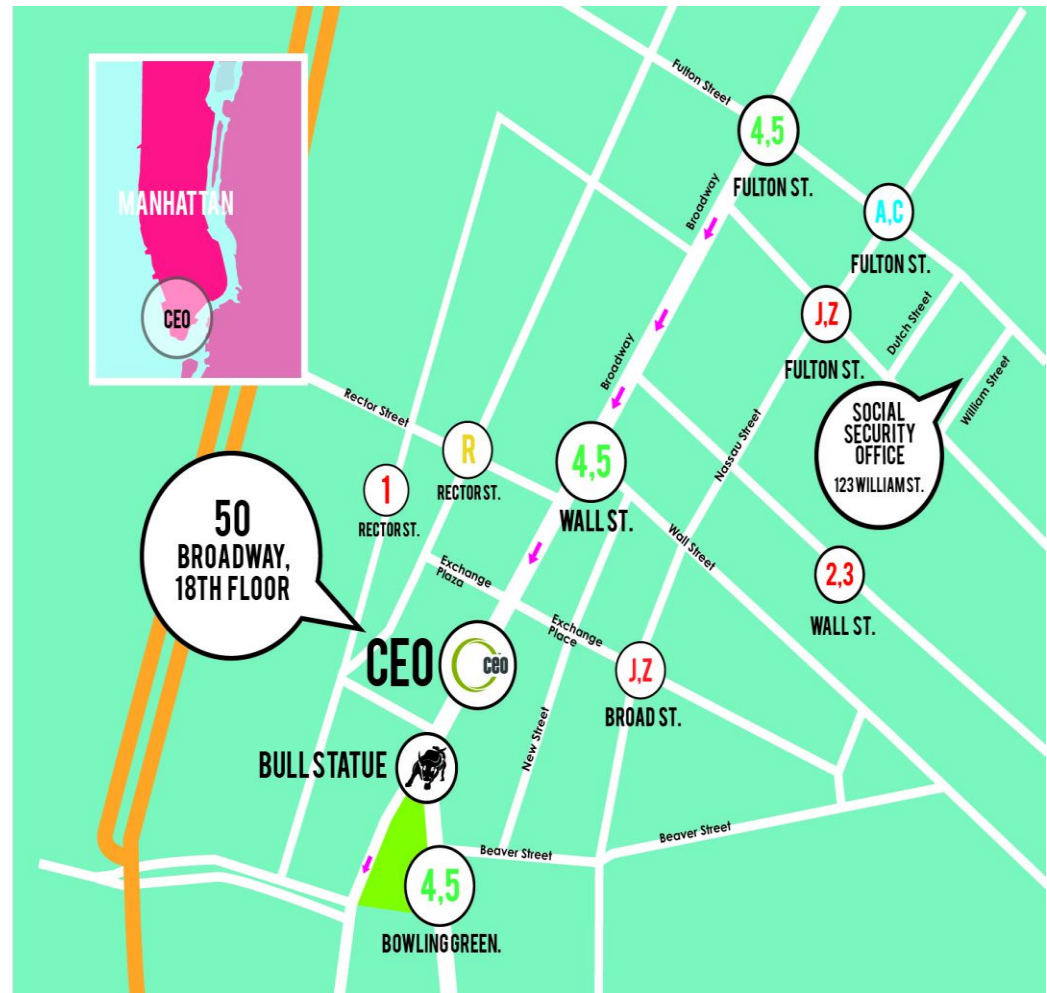 MANHATTAN
CEO
Fulton Street
4,5
FULTON ST.
Broadway
A,C
FULTON ST.
J,Z
FULTON ST.
Dutch Street
William Street
Broadway
SOCIAL
SECURITY
OFFICE
123 WILLIAM ST.
Rector Street
R
RECTOR ST.
1
RECTOR ST.
4,5
WALL ST.
Nassau Street
Wall Street
2,3
WALL ST.
50
BROADWAY,
18TH FLOOR
Exchange
Plaza
Exchange
Place
CEO
ceo
J,Z
BROAD ST.
New Street
BULL STATUE
Beaver Street
Beaver Street
4,5
BOWLING GREEN.